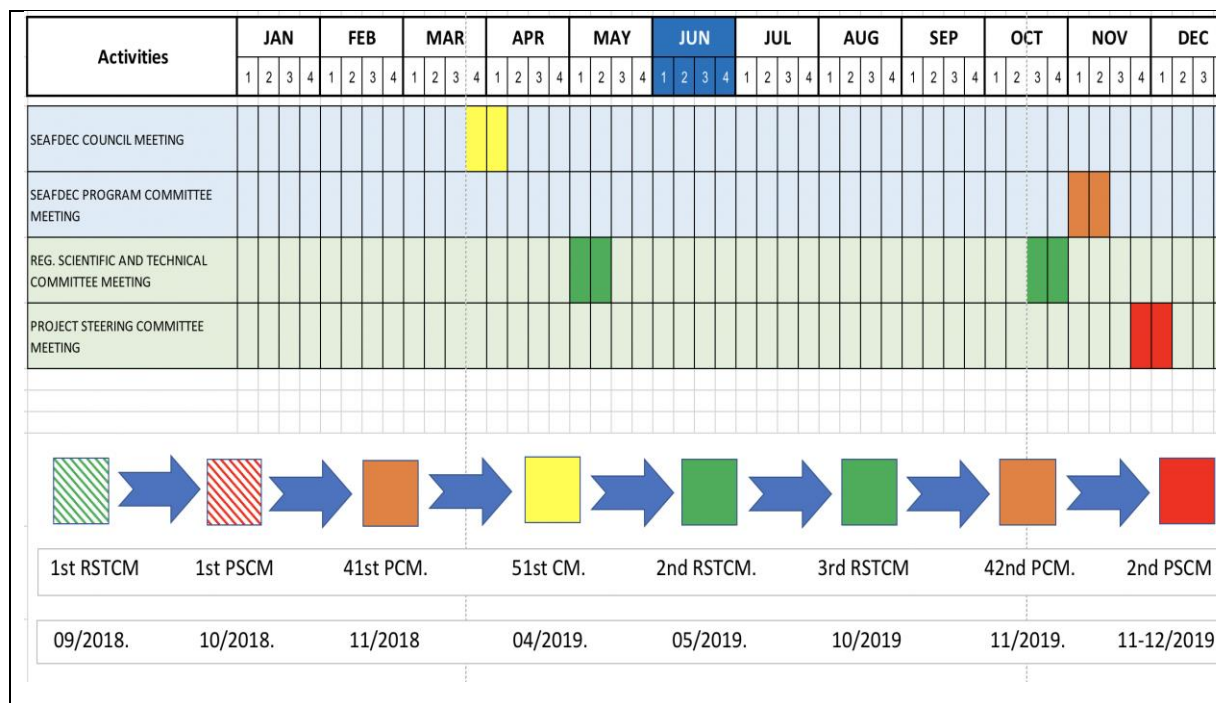 Activities JAN FEB MAR APR MAY JUN JUL AUG SEP OCT NOV DEC
1 2 3 4 1 2 3 4 1 2 3 4 1 2 3 4 1 2 3 4 1 2 3 4 1 2 3 4 1 2 3 4 1 2 3 4 1 2 3 4 1 2 3 4 1 2 3
SEAFDEC COUNCIL MEETING
SEAFDEC PROGRAM COMMITTEE
MEETING
REG. SCIENTIFIC AND TECHNICAL
COMMITTEE MEETING
PROJECT STEERING COMMITTEE
MEETING
1st RSTCM 1st PSCM 41st PCM. 51st CM. 2nd RSTCM. 3rd RSTCM 42nd PCM. 2nd PSCM
09/2018. 10/2018. 11/2018 04/2019. 05/2019. 10/2019 11/2019. 11-12/2019